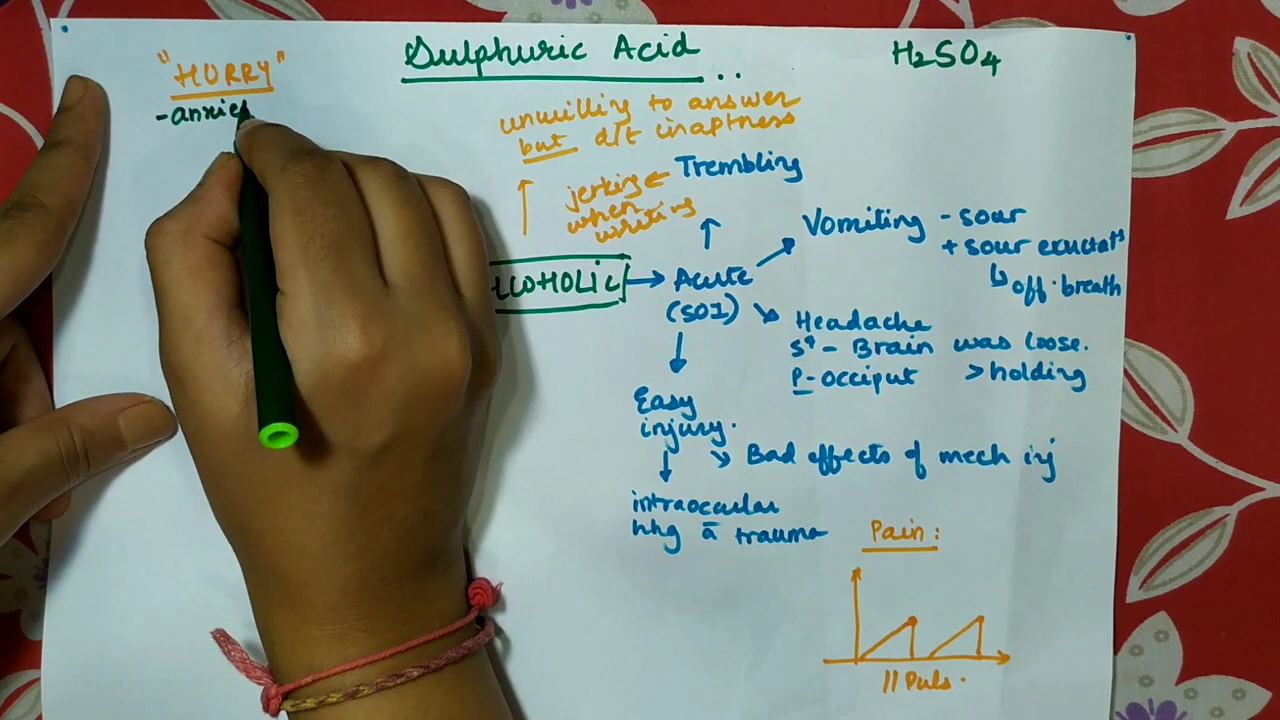 "HURRY"
-anxie
Sulphuric Acid ..
H₂SO₄
unwilling to answer
but d/t inaptness
Trembling
jerking ←
when
writing
Vomiting - sour
+ sour eructatⁿs
↳ off. breath
LCOHOLIC → Acute
(SOI)
Headache
Sⁿ - Brain was loose.
P - occiput > holding
Easy
injury.
Bad effects of mech inj
intraocular
hhg ā trauma
Pain:
// Puls.